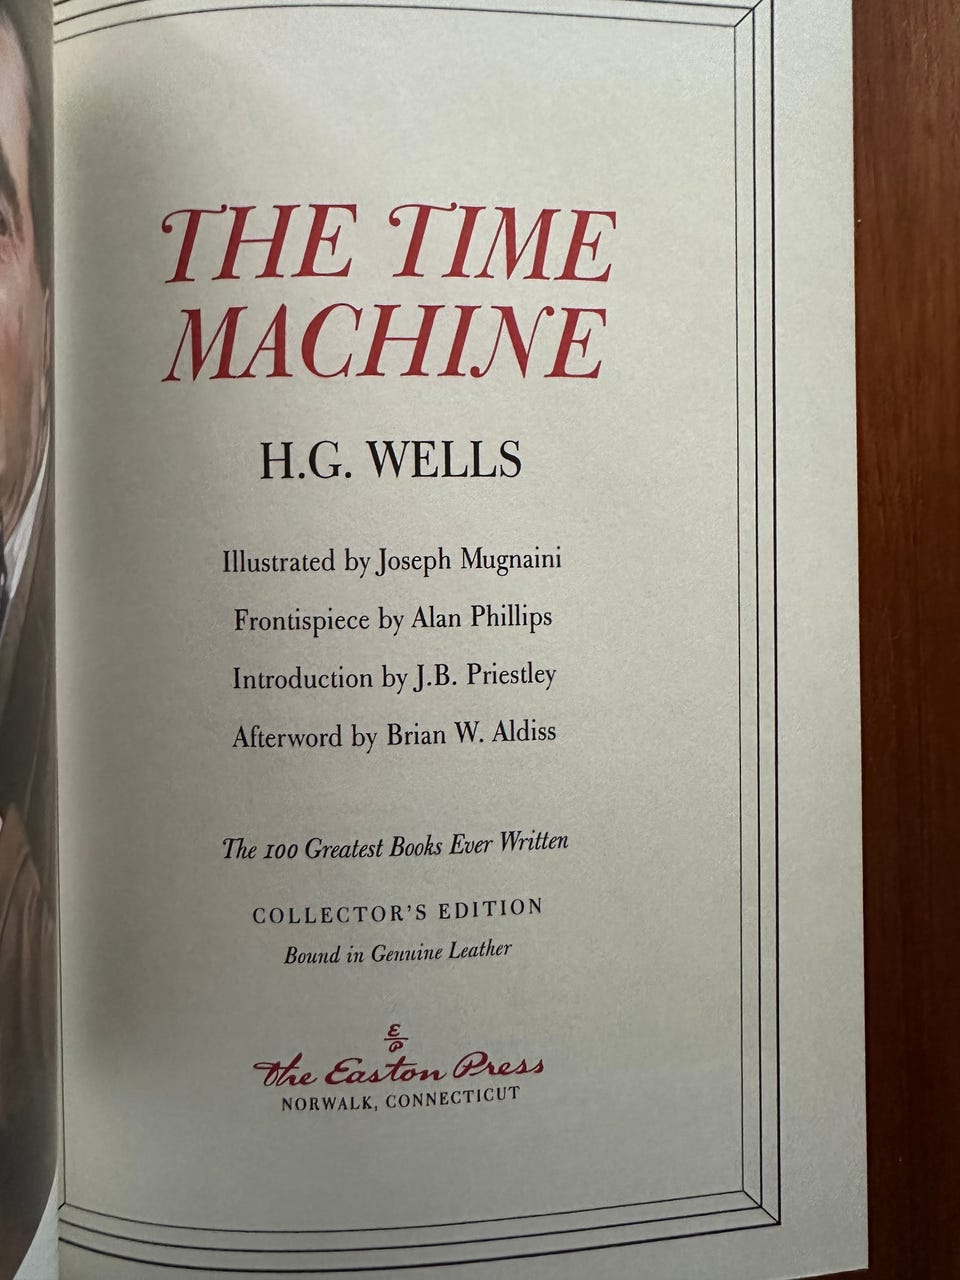 THE TIME
MACHINE
H.G. WELLS
Illustrated by Joseph Mugnaini
Frontispiece by Alan Phillips
Introduction by J.B. Priestley
Afterword by Brian W. Aldiss
The 100 Greatest Books Ever Written
COLLECTOR'S EDITION
Bound in Genuine Leather
E
P
The Easton Press
NORWALK, CONNECTICUT